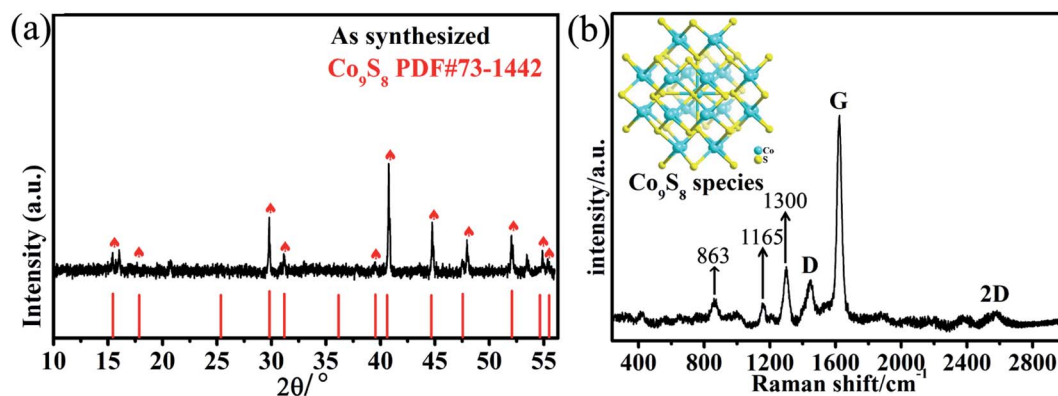 (a)
As synthesized
Co₉S₈ PDF#73-1442
Intensity (a.u.)
10 15 20 25 30 35 40 45 50 55
2θ/ °
(b)
G
Co
S
Co₉S₈ species
1300
1165
863
D
2D
intensity/a.u.
400 800 1200 1600 2000 2400 2800
Raman shift/cm⁻¹